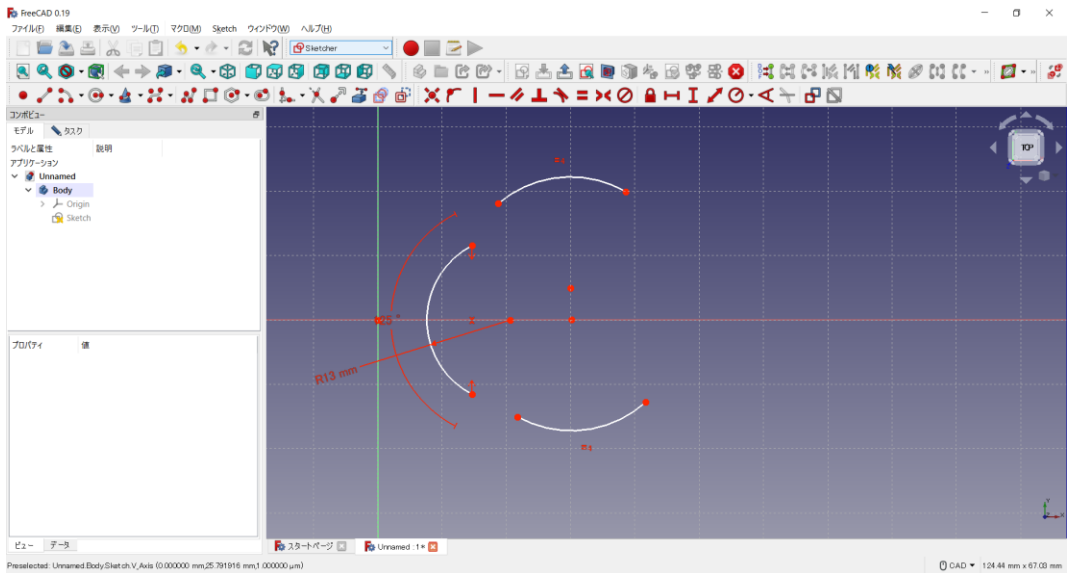 FreeCAD 0.19
ファイル(F) 編集(E) 表示(V) ツール(T) マクロ(M) Sketch ウィンドウ(W) ヘルプ(H)
Sketcher
コンボビュー
モデル タスク
ラベルと属性 説明
アプリケーション
Unnamed
Body
Origin
Sketch
プロパティ 値
ビュー データ
TOP
25 °
R13 mm
Y
X
スタートページ Unnamed : 1*
Preselected: Unnamed.Body.Sketch.V_Axis (0.000000 mm,25.791916 mm,1.000000 µm)
CAD 124.44 mm x 67.03 mm